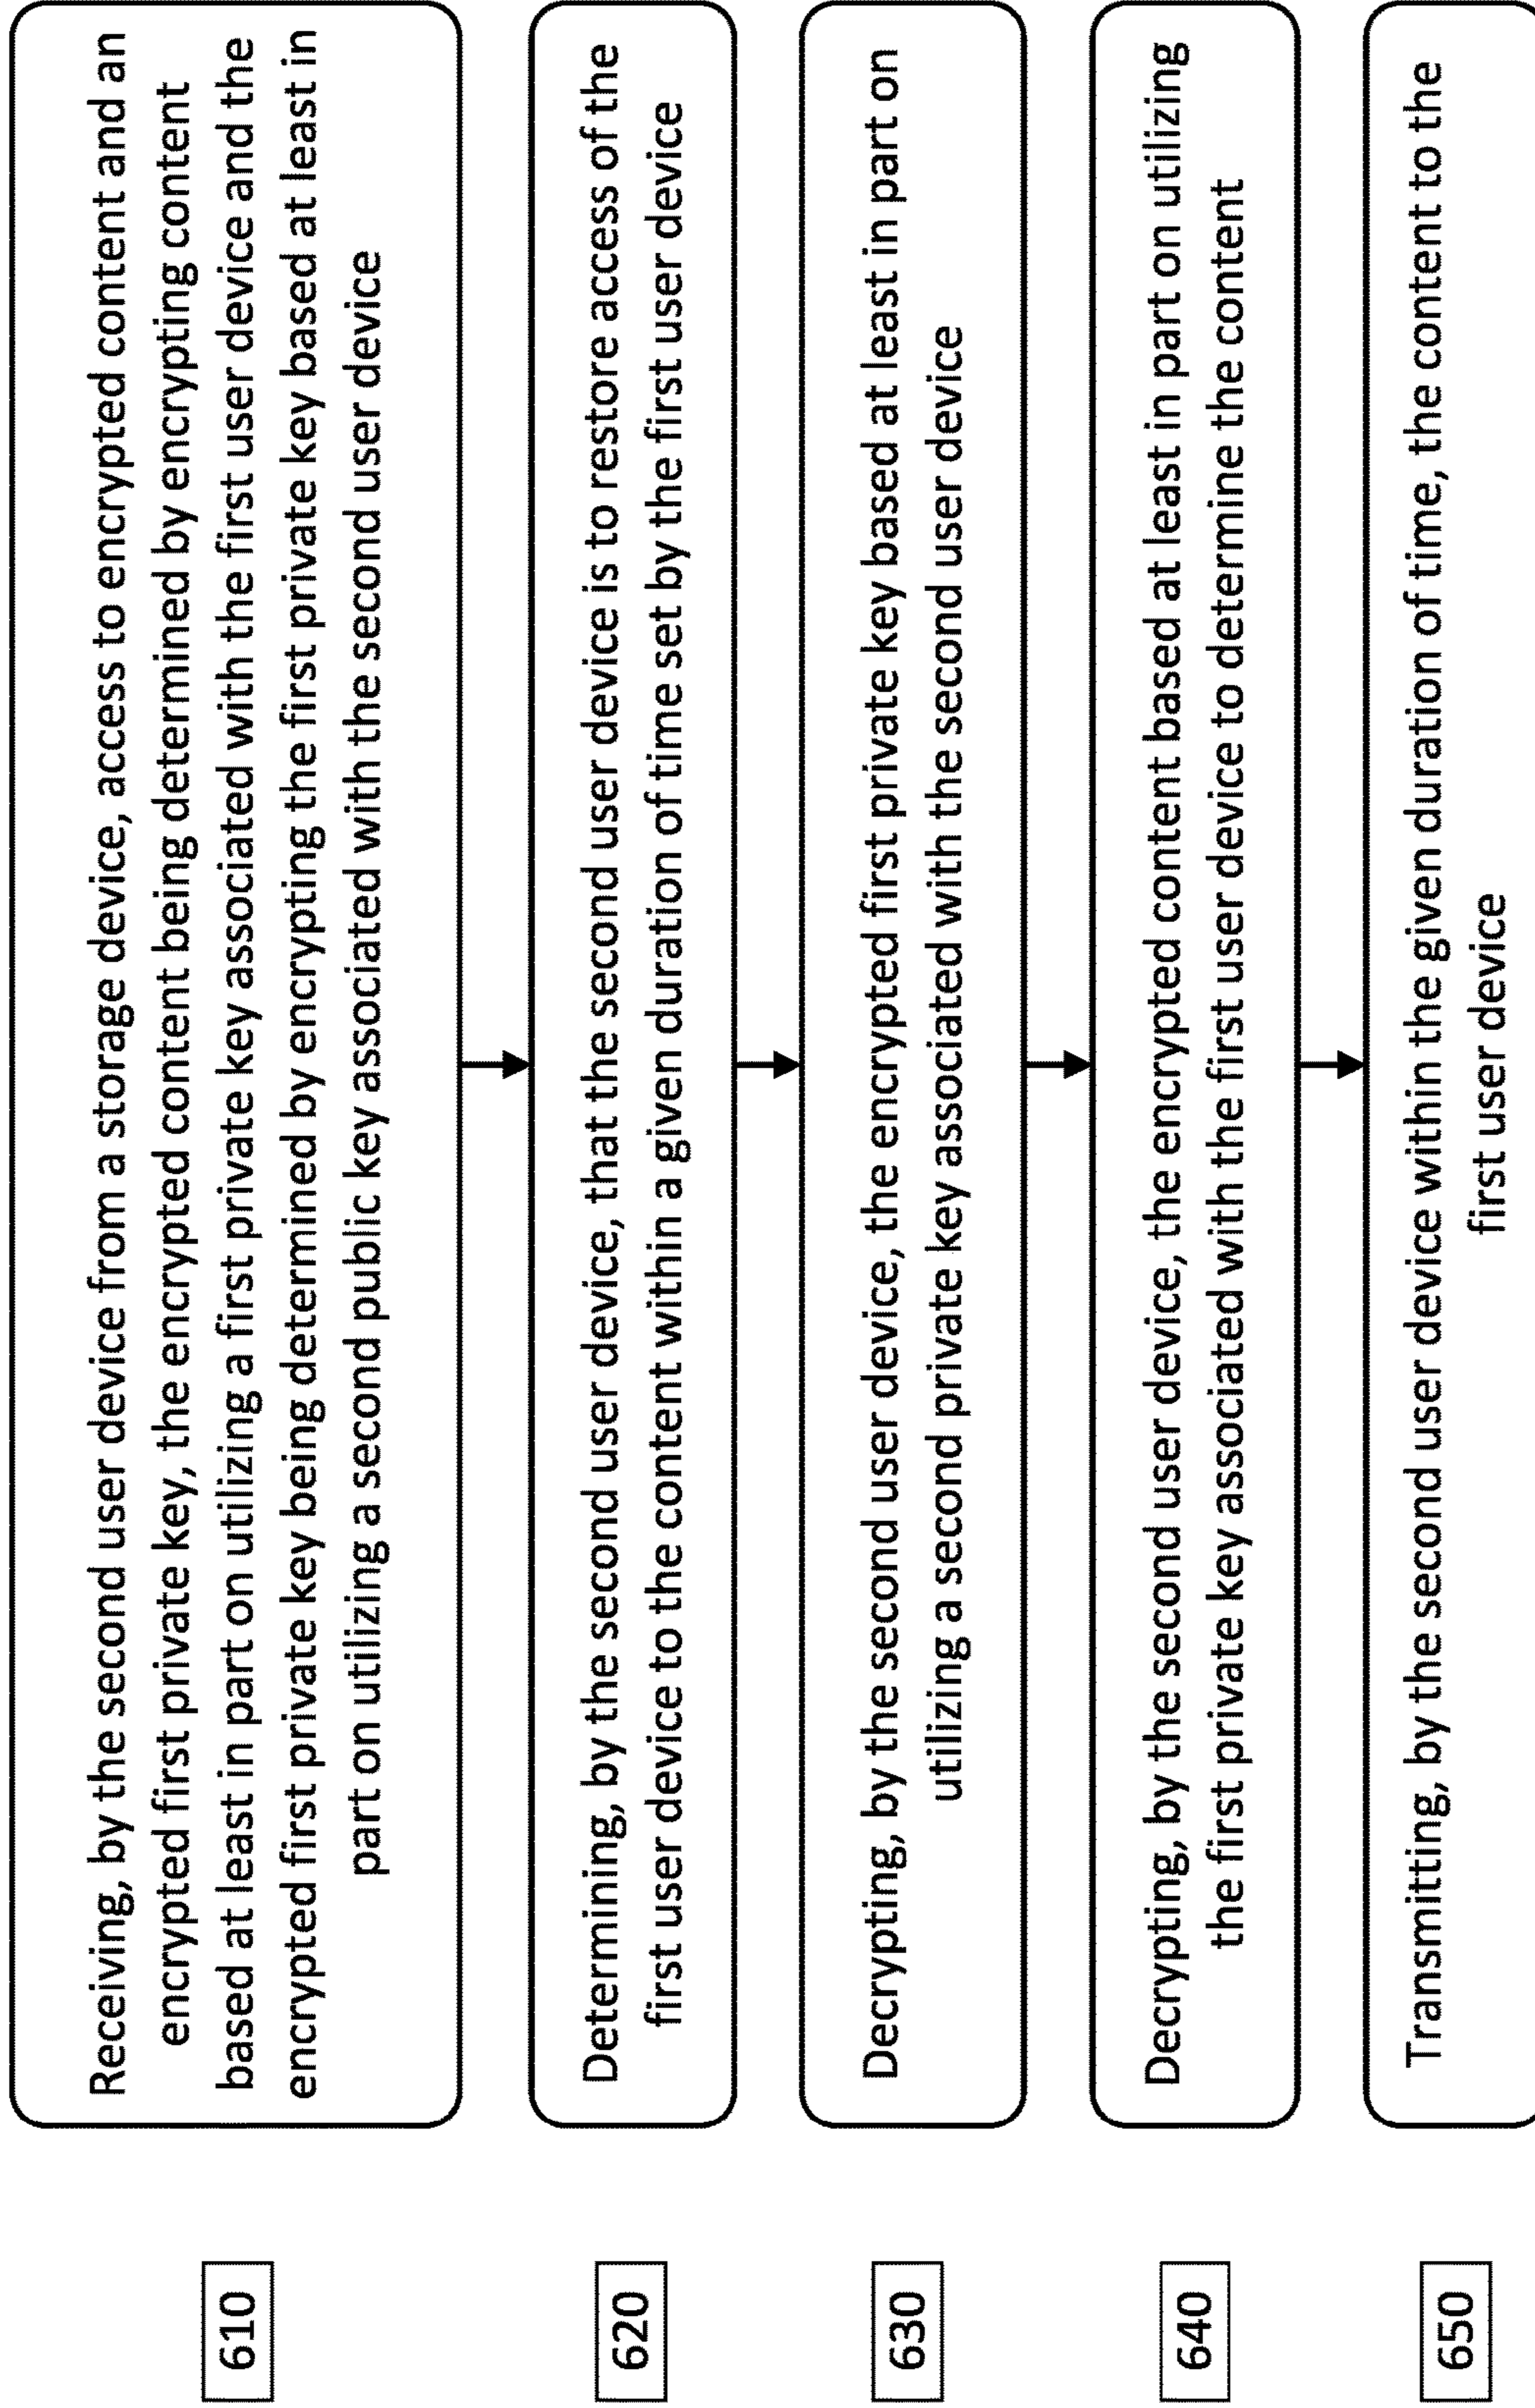 610
Receiving, by the second user device from a storage device, access to encrypted content and an
encrypted first private key, the encrypted content being determined by encrypting content
based at least in part on utilizing a first private key associated with the first user device and the
encrypted first private key being determined by encrypting the first private key based at least in
part on utilizing a second public key associated with the second user device
620
Determining, by the second user device, that the second user device is to restore access of the
first user device to the content within a given duration of time set by the first user device
630
Decrypting, by the second user device, the encrypted first private key based at least in part on
utilizing a second private key associated with the second user device
640
Decrypting, by the second user device, the encrypted content based at least in part on utilizing
the first private key associated with the first user device to determine the content
650
Transmitting, by the second user device within the given duration of time, the content to the
first user device